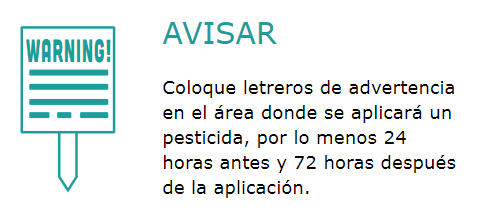 WARNING!
AVISAR
Coloque letreros de advertencia
en el área donde se aplicará un
pesticida, por lo menos 24
horas antes y 72 horas después
de la aplicación.